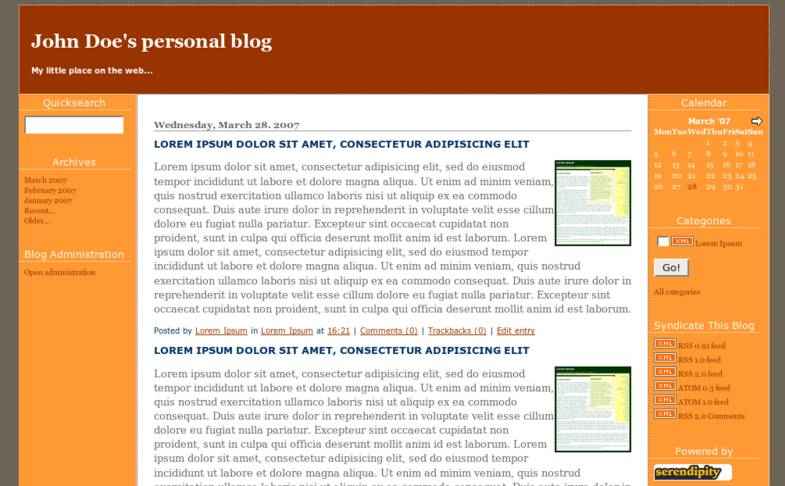 John Doe's personal blog
My little place on the web...
Quicksearch
Archives
March 2007
February 2007
January 2007
Recent...
Older...
Blog Administration
Open administration
Wednesday, March 28. 2007
LOREM IPSUM DOLOR SIT AMET, CONSECTETUR ADIPISICING ELIT
Lorem ipsum dolor sit amet, consectetur adipisicing elit, sed do eiusmod
tempor incididunt ut labore et dolore magna aliqua. Ut enim ad minim veniam,
quis nostrud exercitation ullamco laboris nisi ut aliquip ex ea commodo
consequat. Duis aute irure dolor in reprehenderit in voluptate velit esse cillum
dolore eu fugiat nulla pariatur. Excepteur sint occaecat cupidatat non
proident, sunt in culpa qui officia deserunt mollit anim id est laborum. Lorem
ipsum dolor sit amet, consectetur adipisicing elit, sed do eiusmod tempor
incididunt ut labore et dolore magna aliqua. Ut enim ad minim veniam, quis nostrud
exercitation ullamco laboris nisi ut aliquip ex ea commodo consequat. Duis aute irure dolor in
reprehenderit in voluptate velit esse cillum dolore eu fugiat nulla pariatur. Excepteur sint
occaecat cupidatat non proident, sunt in culpa qui officia deserunt mollit anim id est laborum.
Posted by Lorem Ipsum in Lorem Ipsum at 16:21 | Comments (0) | Trackbacks (0) | Edit entry
LOREM IPSUM DOLOR SIT AMET, CONSECTETUR ADIPISICING ELIT
Lorem ipsum dolor sit amet, consectetur adipisicing elit, sed do eiusmod
tempor incididunt ut labore et dolore magna aliqua. Ut enim ad minim veniam,
quis nostrud exercitation ullamco laboris nisi ut aliquip ex ea commodo
consequat. Duis aute irure dolor in reprehenderit in voluptate velit esse cillum
dolore eu fugiat nulla pariatur. Excepteur sint occaecat cupidatat non
proident, sunt in culpa qui officia deserunt mollit anim id est laborum. Lorem
ipsum dolor sit amet, consectetur adipisicing elit, sed do eiusmod tempor
incididunt ut labore et dolore magna aliqua. Ut enim ad minim veniam, quis nostrud
Calendar
March '07
Mon Tue Wed Thu Fri Sat Sun
1 2 3 4
5 6 7 8 9 10 11
12 13 14 15 16 17 18
19 20 21 22 23 24 25
26 27 28 29 30 31
Categories
XML Lorem Ipsum
Go!
All categories
Syndicate This Blog
XML RSS 0.91 feed
XML RSS 1.0 feed
XML RSS 2.0 feed
XML ATOM 0.3 feed
XML ATOM 1.0 feed
XML RSS 2.0 Comments
Powered by
serendipity